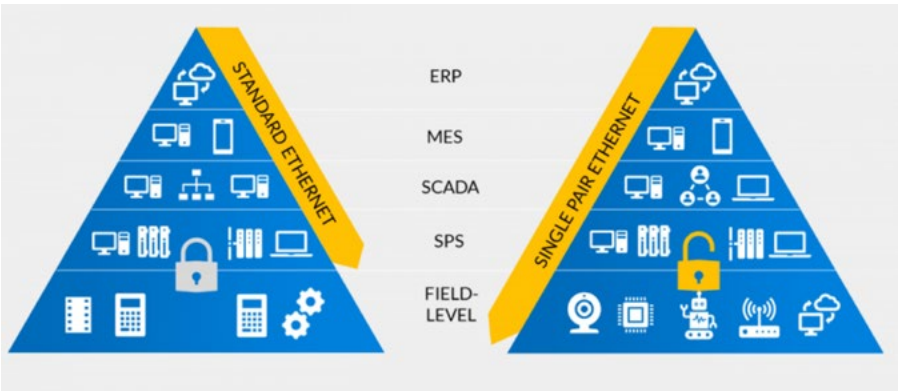 STANDARD ETHERNET
ERP
MES
SCADA
SPS
FIELD-
LEVEL
SINGLE PAIR ETHERNET